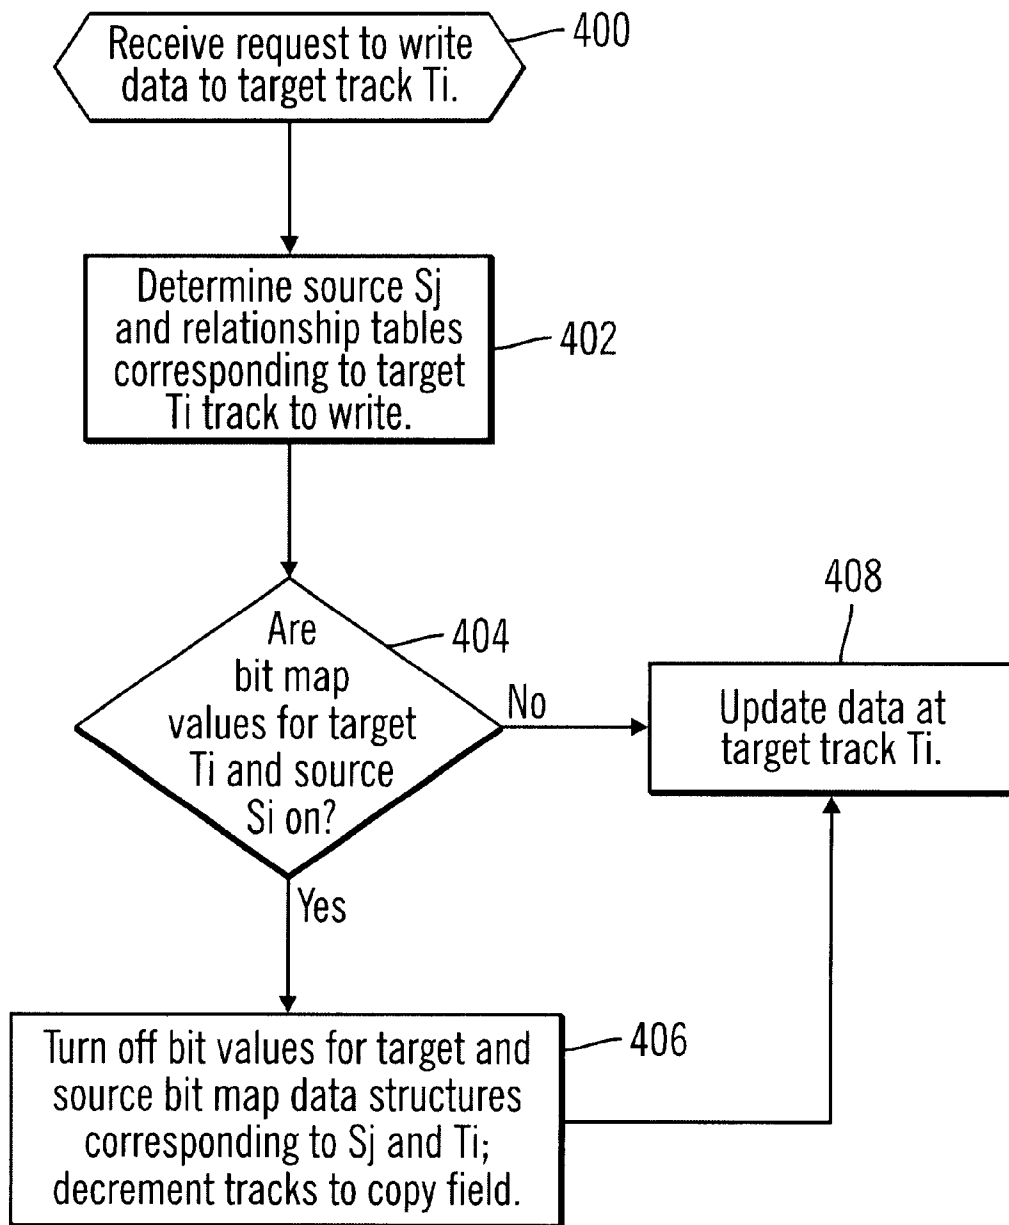 Receive request to write
data to target track Ti.
400
Determine source Sj
and relationship tables
corresponding to target
Ti track to write.
402
Are
bit map
values for target
Ti and source
Si on?
404
No
408
Update data at
target track Ti.
Yes
Turn off bit values for target and
source bit map data structures
corresponding to Sj and Ti;
decrement tracks to copy field.
406